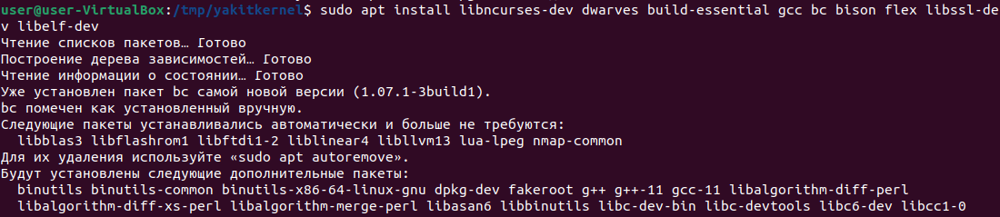 user@user-VirtualBox:/tmp/yakitkernel$ sudo apt install libncurses-dev dwarves build-essential gcc bc bison flex libssl-de
v libelf-dev
Чтение списков пакетов… Готово
Построение дерева зависимостей… Готово
Чтение информации о состоянии… Готово
Уже установлен пакет bc самой новой версии (1.07.1-3build1).
bc помечен как установленный вручную.
Следующие пакеты устанавливались автоматически и больше не требуются:
  libblas3 libflashrom1 libftdi1-2 liblinear4 libllvm13 lua-lpeg nmap-common
Для их удаления используйте «sudo apt autoremove».
Будут установлены следующие дополнительные пакеты:
  binutils binutils-common binutils-x86-64-linux-gnu dpkg-dev fakeroot g++ g++-11 gcc-11 libalgorithm-diff-perl
  libalgorithm-diff-xs-perl libalgorithm-merge-perl libasan6 libbinutils libc-dev-bin libc-devtools libc6-dev libcc1-0